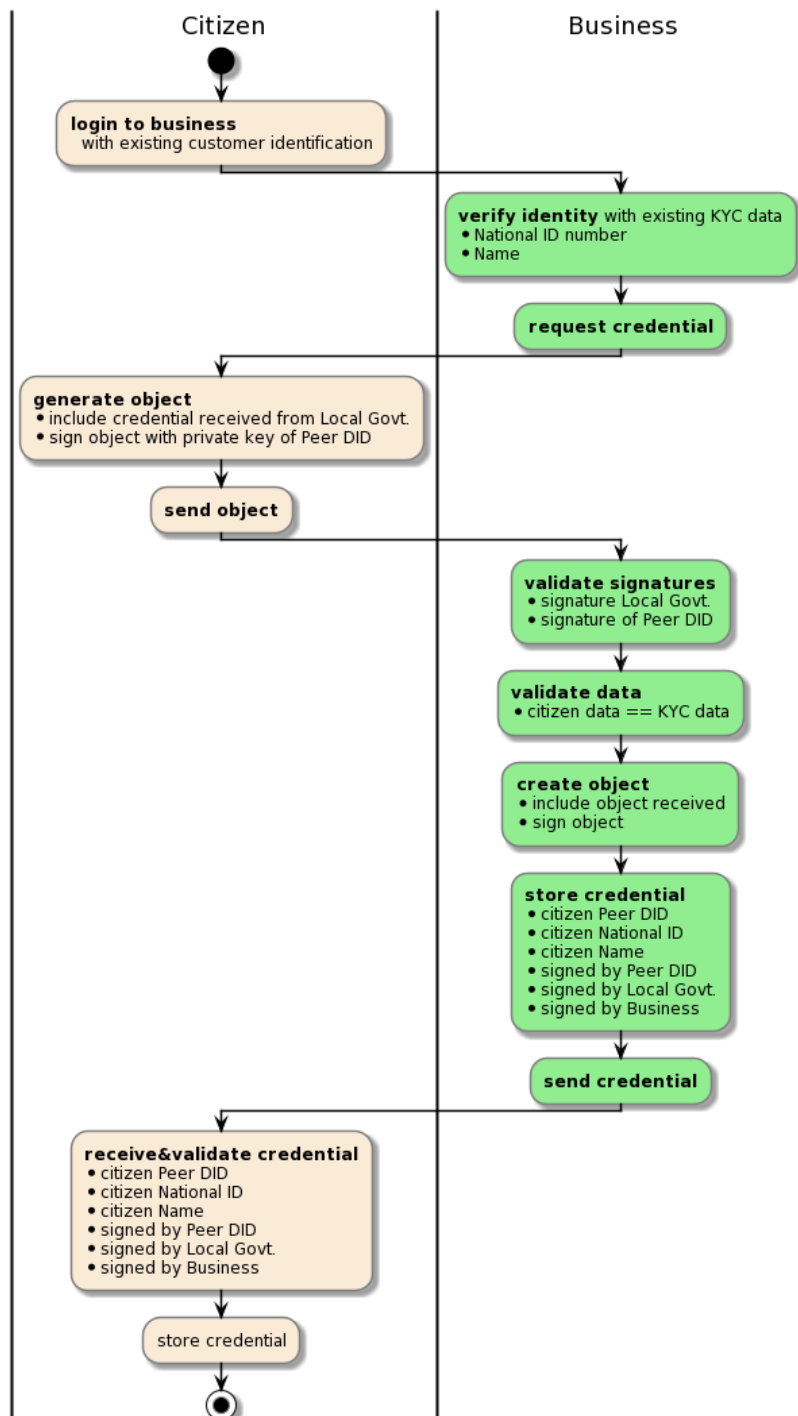 Citizen
Business
login to business
with existing customer identification
verify identity with existing KYC data
• National ID number
• Name
request credential
generate object
• include credential received from Local Govt.
• sign object with private key of Peer DID
send object
validate signatures
• signature Local Govt.
• signature of Peer DID
validate data
• citizen data == KYC data
create object
• include object received
• sign object
store credential
• citizen Peer DID
• citizen National ID
• citizen Name
• signed by Peer DID
• signed by Local Govt.
• signed by Business
send credential
receive&validate credential
• citizen Peer DID
• citizen National ID
• citizen Name
• signed by Peer DID
• signed by Local Govt.
• signed by Business
store credential